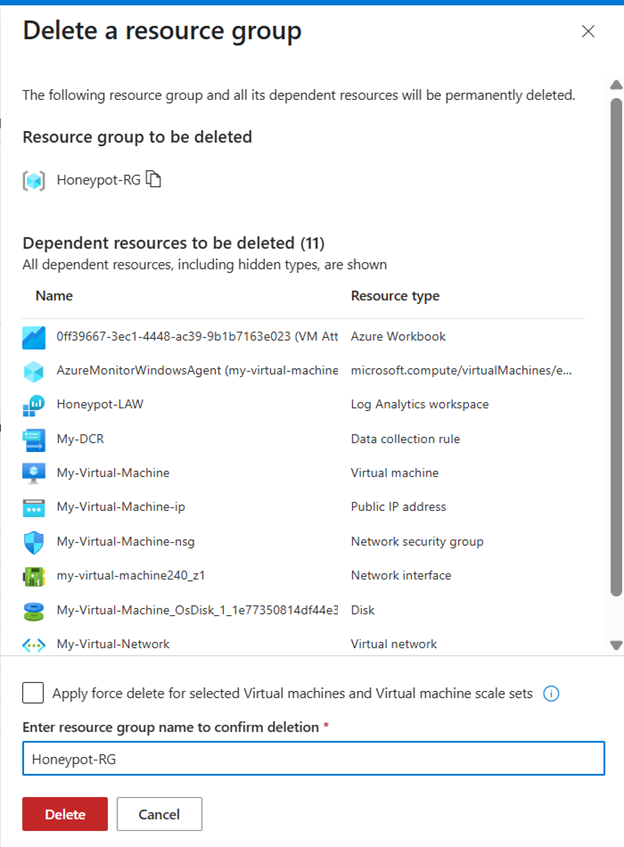 Delete a resource group
The following resource group and all its dependent resources will be permanently deleted.
Resource group to be deleted
Honeypot-RG
Dependent resources to be deleted (11)
All dependent resources, including hidden types, are shown
Name Resource type
0ff39667-3ec1-4448-ac39-9b1b7163e023 (VM Att Azure Workbook
AzureMonitorWindowsAgent (my-virtual-machine microsoft.compute/virtualMachines/e...
Honeypot-LAW Log Analytics workspace
My-DCR Data collection rule
My-Virtual-Machine Virtual machine
My-Virtual-Machine-ip Public IP address
My-Virtual-Machine-nsg Network security group
my-virtual-machine240_z1 Network interface
My-Virtual-Machine_OsDisk_1_1e77350814df44e3 Disk
My-Virtual-Network Virtual network
Apply force delete for selected Virtual machines and Virtual machine scale sets
Enter resource group name to confirm deletion *
Honeypot-RG
Delete Cancel